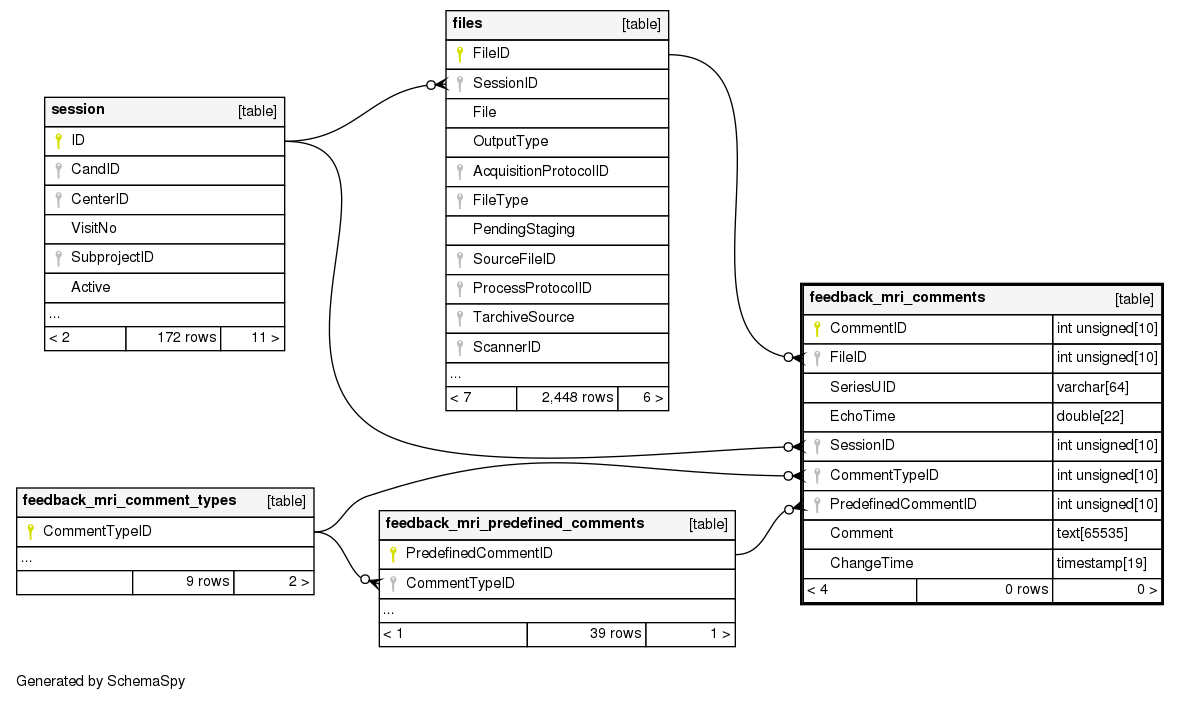 files [table]
FileID
SessionID
File
OutputType
AcquisitionProtocolID
FileType
PendingStaging
SourceFileID
ProcessProtocolID
TarchiveSource
ScannerID
...
< 7 2,448 rows 6 >
session [table]
ID
CandID
CenterID
VisitNo
SubprojectID
Active
...
< 2 172 rows 11 >
feedback_mri_comments [table]
CommentID int unsigned[10]
FileID int unsigned[10]
SeriesUID varchar[64]
EchoTime double[22]
SessionID int unsigned[10]
CommentTypeID int unsigned[10]
PredefinedCommentID int unsigned[10]
Comment text[65535]
ChangeTime timestamp[19]
< 4 0 rows 0 >
feedback_mri_comment_types [table]
CommentTypeID
...
9 rows 2 >
feedback_mri_predefined_comments [table]
PredefinedCommentID
CommentTypeID
...
< 1 39 rows 1 >
Generated by SchemaSpy